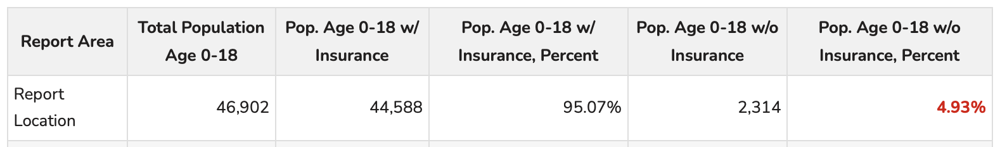 Report Area
Total Population
Age 0-18
Pop. Age 0-18 w/
Insurance
Pop. Age 0-18 w/
Insurance, Percent
Pop. Age 0-18 w/o
Insurance
Pop. Age 0-18 w/o
Insurance, Percent
Report
Location
46,902
44,588
95.07%
2,314
4.93%